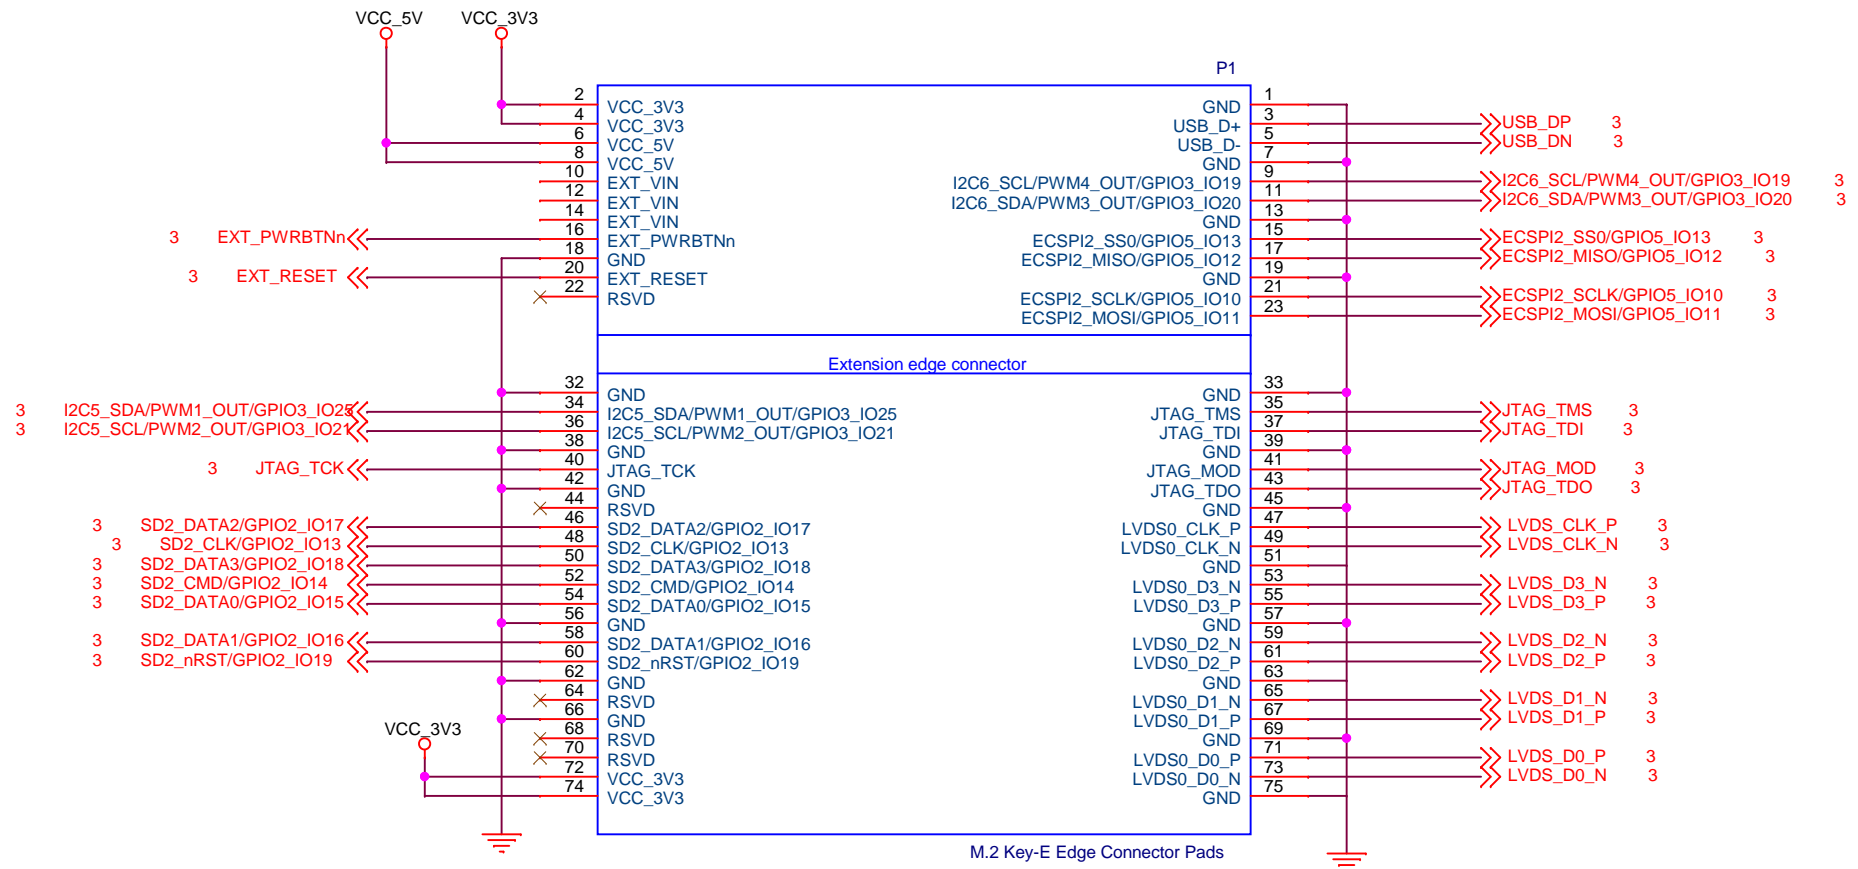 VCC_5V VCC_3V3
P1
2 VCC_3V3 GND 1
4 VCC_3V3 USB_D+ 3 USB_DP 3
6 VCC_5V USB_D- 5 USB_DN 3
8 VCC_5V GND 7
10 EXT_VIN I2C6_SCL/PWM4_OUT/GPIO3_IO19 9 I2C6_SCL/PWM4_OUT/GPIO3_IO19 3
12 EXT_VIN I2C6_SDA/PWM3_OUT/GPIO3_IO20 11 I2C6_SDA/PWM3_OUT/GPIO3_IO20 3
14 EXT_VIN GND 13
3 EXT_PWRBTNn 16 EXT_PWRBTNn ECSPI2_SS0/GPIO5_IO13 15 ECSPI2_SS0/GPIO5_IO13 3
18 GND ECSPI2_MISO/GPIO5_IO12 17 ECSPI2_MISO/GPIO5_IO12 3
3 EXT_RESET 20 EXT_RESET GND 19
22 RSVD ECSPI2_SCLK/GPIO5_IO10 21 ECSPI2_SCLK/GPIO5_IO10 3
ECSPI2_MOSI/GPIO5_IO11 23 ECSPI2_MOSI/GPIO5_IO11 3
Extension edge connector
32 GND GND 33
3 I2C5_SDA/PWM1_OUT/GPIO3_IO25 34 I2C5_SDA/PWM1_OUT/GPIO3_IO25 JTAG_TMS 35 JTAG_TMS 3
3 I2C5_SCL/PWM2_OUT/GPIO3_IO21 36 I2C5_SCL/PWM2_OUT/GPIO3_IO21 JTAG_TDI 37 JTAG_TDI 3
38 GND GND 39
3 JTAG_TCK 40 JTAG_TCK JTAG_MOD 41 JTAG_MOD 3
42 GND JTAG_TDO 43 JTAG_TDO 3
44 RSVD GND 45
3 SD2_DATA2/GPIO2_IO17 46 SD2_DATA2/GPIO2_IO17 LVDS0_CLK_P 47 LVDS_CLK_P 3
3 SD2_CLK/GPIO2_IO13 48 SD2_CLK/GPIO2_IO13 LVDS0_CLK_N 49 LVDS_CLK_N 3
3 SD2_DATA3/GPIO2_IO18 50 SD2_DATA3/GPIO2_IO18 GND 51
3 SD2_CMD/GPIO2_IO14 52 SD2_CMD/GPIO2_IO14 LVDS0_D3_N 53 LVDS_D3_N 3
3 SD2_DATA0/GPIO2_IO15 54 SD2_DATA0/GPIO2_IO15 LVDS0_D3_P 55 LVDS_D3_P 3
56 GND GND 57
3 SD2_DATA1/GPIO2_IO16 58 SD2_DATA1/GPIO2_IO16 LVDS0_D2_N 59 LVDS_D2_N 3
3 SD2_nRST/GPIO2_IO19 60 SD2_nRST/GPIO2_IO19 LVDS0_D2_P 61 LVDS_D2_P 3
62 GND GND 63
64 RSVD LVDS0_D1_N 65 LVDS_D1_N 3
66 GND LVDS0_D1_P 67 LVDS_D1_P 3
VCC_3V3 68 RSVD GND 69
70 RSVD LVDS0_D0_P 71 LVDS_D0_P 3
72 VCC_3V3 LVDS0_D0_N 73 LVDS_D0_N 3
74 VCC_3V3 GND 75
M.2 Key-E Edge Connector Pads